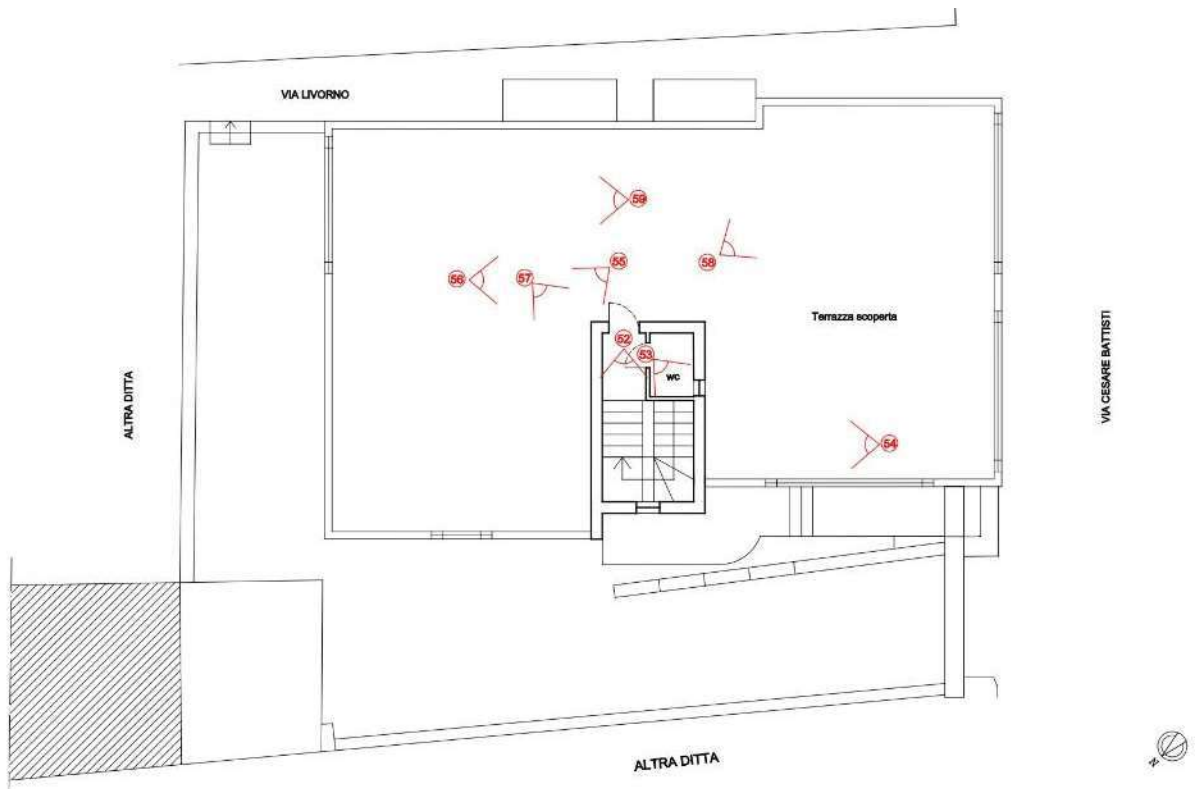 VIA LIVORNO
59
55
58
56
57
Terrazza scoperta
VIA CESARE BATTISTI
52
53
WC
ALTRA DITTA
54
ALTRA DITTA
N